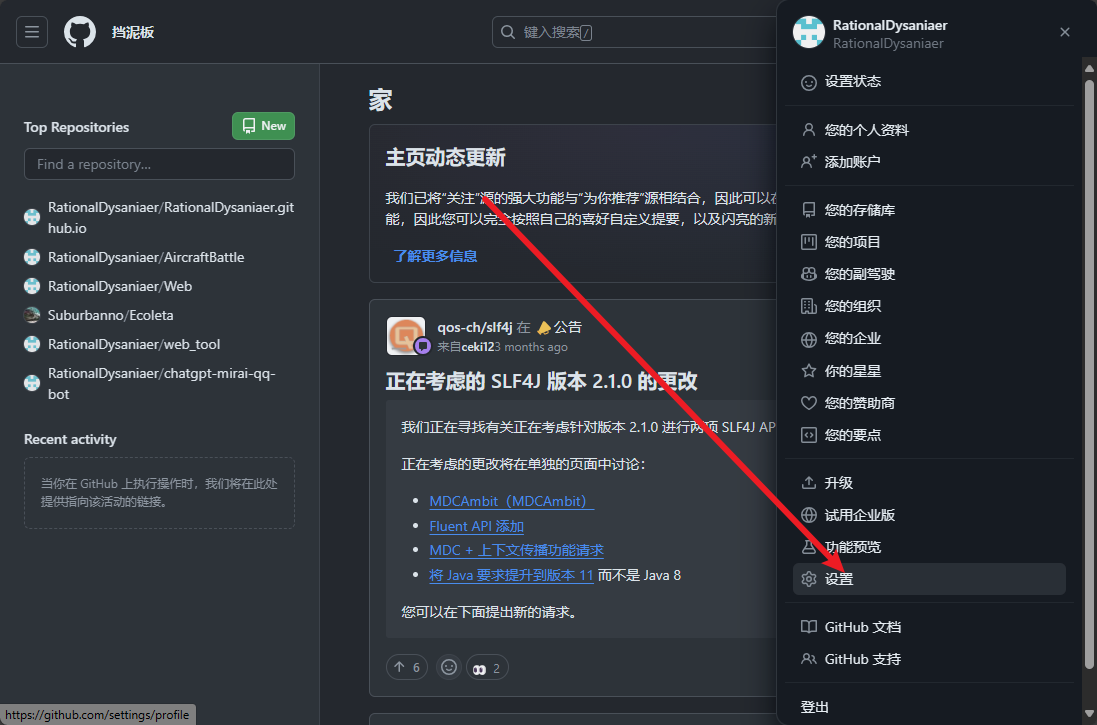 挡泥板
键入搜索/
RationalDysaniaer
RationalDysaniaer
Top Repositories
New
Find a repository...
RationalDysaniaer/RationalDysaniaer.git
hub.io
RationalDysaniaer/AircraftBattle
RationalDysaniaer/Web
Suburbanno/Ecoleta
RationalDysaniaer/web_tool
RationalDysaniaer/chatgpt-mirai-qq-
bot
Recent activity
当你在 GitHub 上执行操作时，我们将在此处
提供指向该活动的链接。
家
主页动态更新
我们已将“关注”源的强大功能与“为你推荐”源相结合，因此可以在
能，因此您可以完全按照自己的喜好自定义提要，以及闪亮的新
了解更多信息
qos-ch/slf4j 在 公告
来自ceki123 months ago
正在考虑的 SLF4J 版本 2.1.0 的更改
我们正在寻找有关正在考虑针对版本 2.1.0 进行两项 SLF4J AP
正在考虑的更改将在单独的页面中讨论：
MDCAmbit（MDCAmbit）
Fluent API 添加
MDC + 上下文传播功能请求
将 Java 要求提升到版本 11 而不是 Java 8
您可以在下面提出新的请求。
6
2
设置状态
您的个人资料
添加账户
您的存储库
您的项目
您的副驾驶
您的组织
您的企业
你的星星
您的赞助商
您的要点
升级
试用企业版
功能预览
设置
GitHub 文档
GitHub 支持
登出
https://github.com/settings/profile